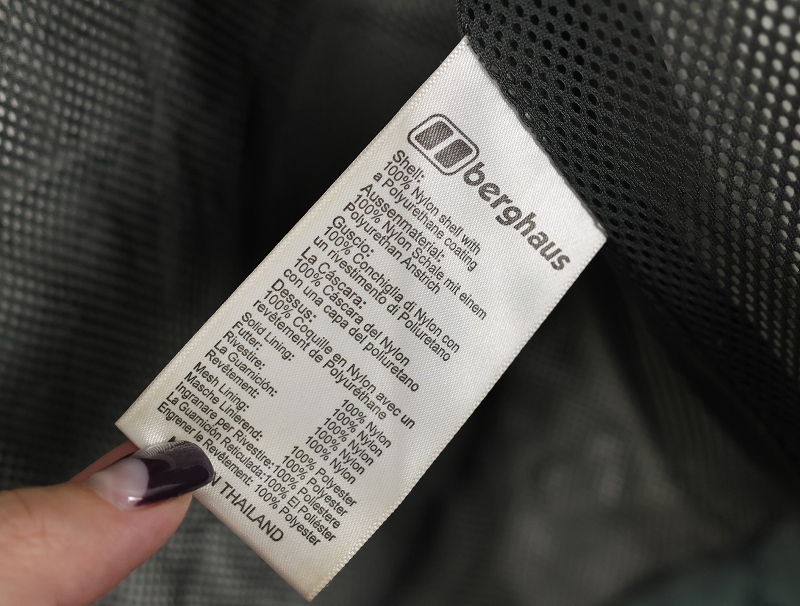 berghaus
Shell:
100% Nylon shell with
a Polyurethane coating
Aussenmaterial:
100% Nylon Schale mit einem
Polyurethan Anstrich
Guscto:
100% Conchiglia di Nylon con
un rivestimento di Poliuretano
La Cáscara:
100% Cáscara del Nylon
con una capa del poliuretano
Dessus:
100% Coquille en Nylon avec un
revêtement de Polyuréthane
Solid Lining: 100% Nylon
Futter: 100% Nylon
Rivestire: 100% Nylon
La Guarnición: 100% Nylon
Revêtement: 100% Nylon
Mesh Lining: 100% Polyester
Masche Linierend: 100% Polyester
Ingranare per Rivestire: 100% Poliestere
La Guarnición Reticulada: 100% El Poliéster
Engrener le Revêtement: 100% Polyester
IN THAILAND